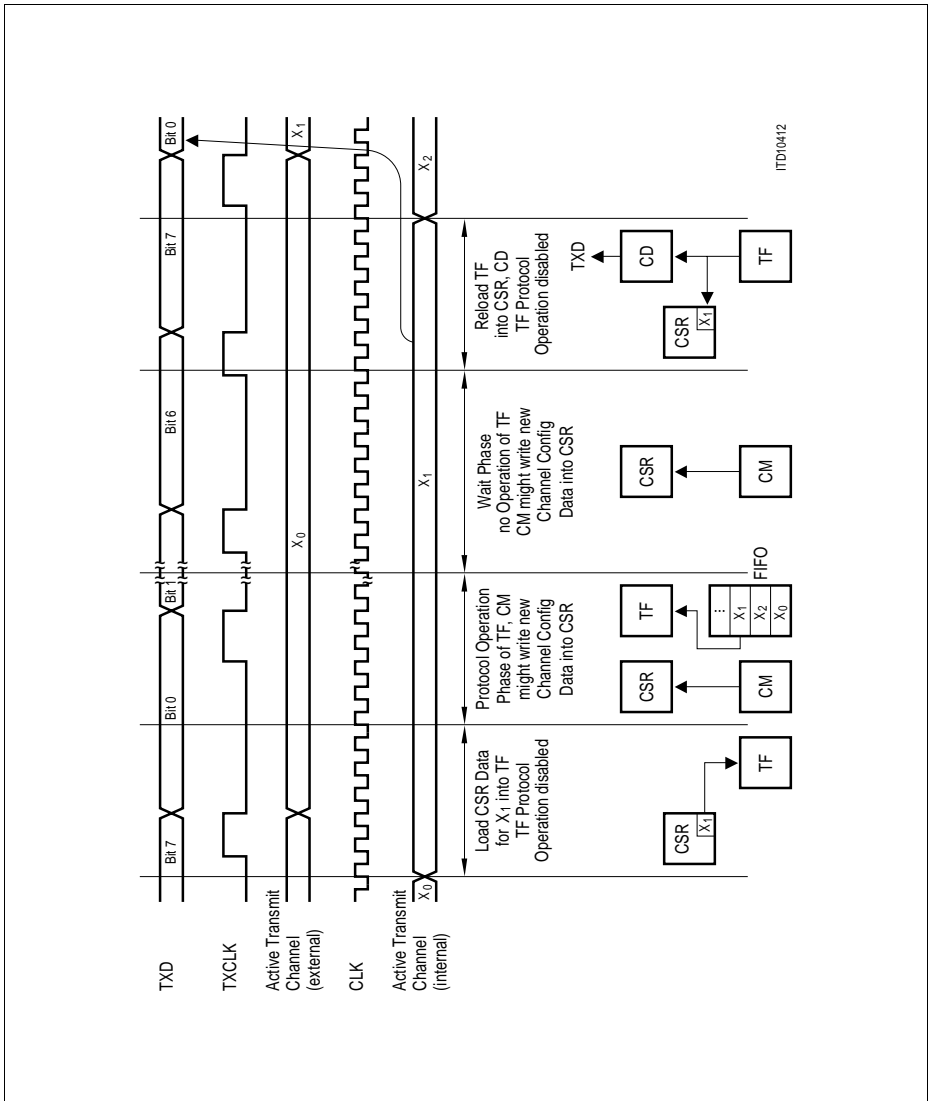 TXD
Bit 7
Bit 0
Bit 1
Bit 6
Bit 7
Bit 0
TXCLK
Active Transmit
Channel
(external)
X0
X1
CLK
Active Transmit
Channel
(internal)
X0
X1
X2
Load CSR Data
for X1 into TF
TF Protocol
Operation disabled
Protocol Operation
Phase of TF, CM
might write new
Channel Config
Data into CSR
Wait Phase
no Operation of TF
CM might write new
Channel Config
Data into CSR
Reload TF
into CSR, CD
TF Protocol
Operation disabled
CSR
X1
TF
CSR
CM
TF
⋮
X1
X2
X0
FIFO
CSR
CM
TXD
CD
CSR
X1
TF
ITD10412